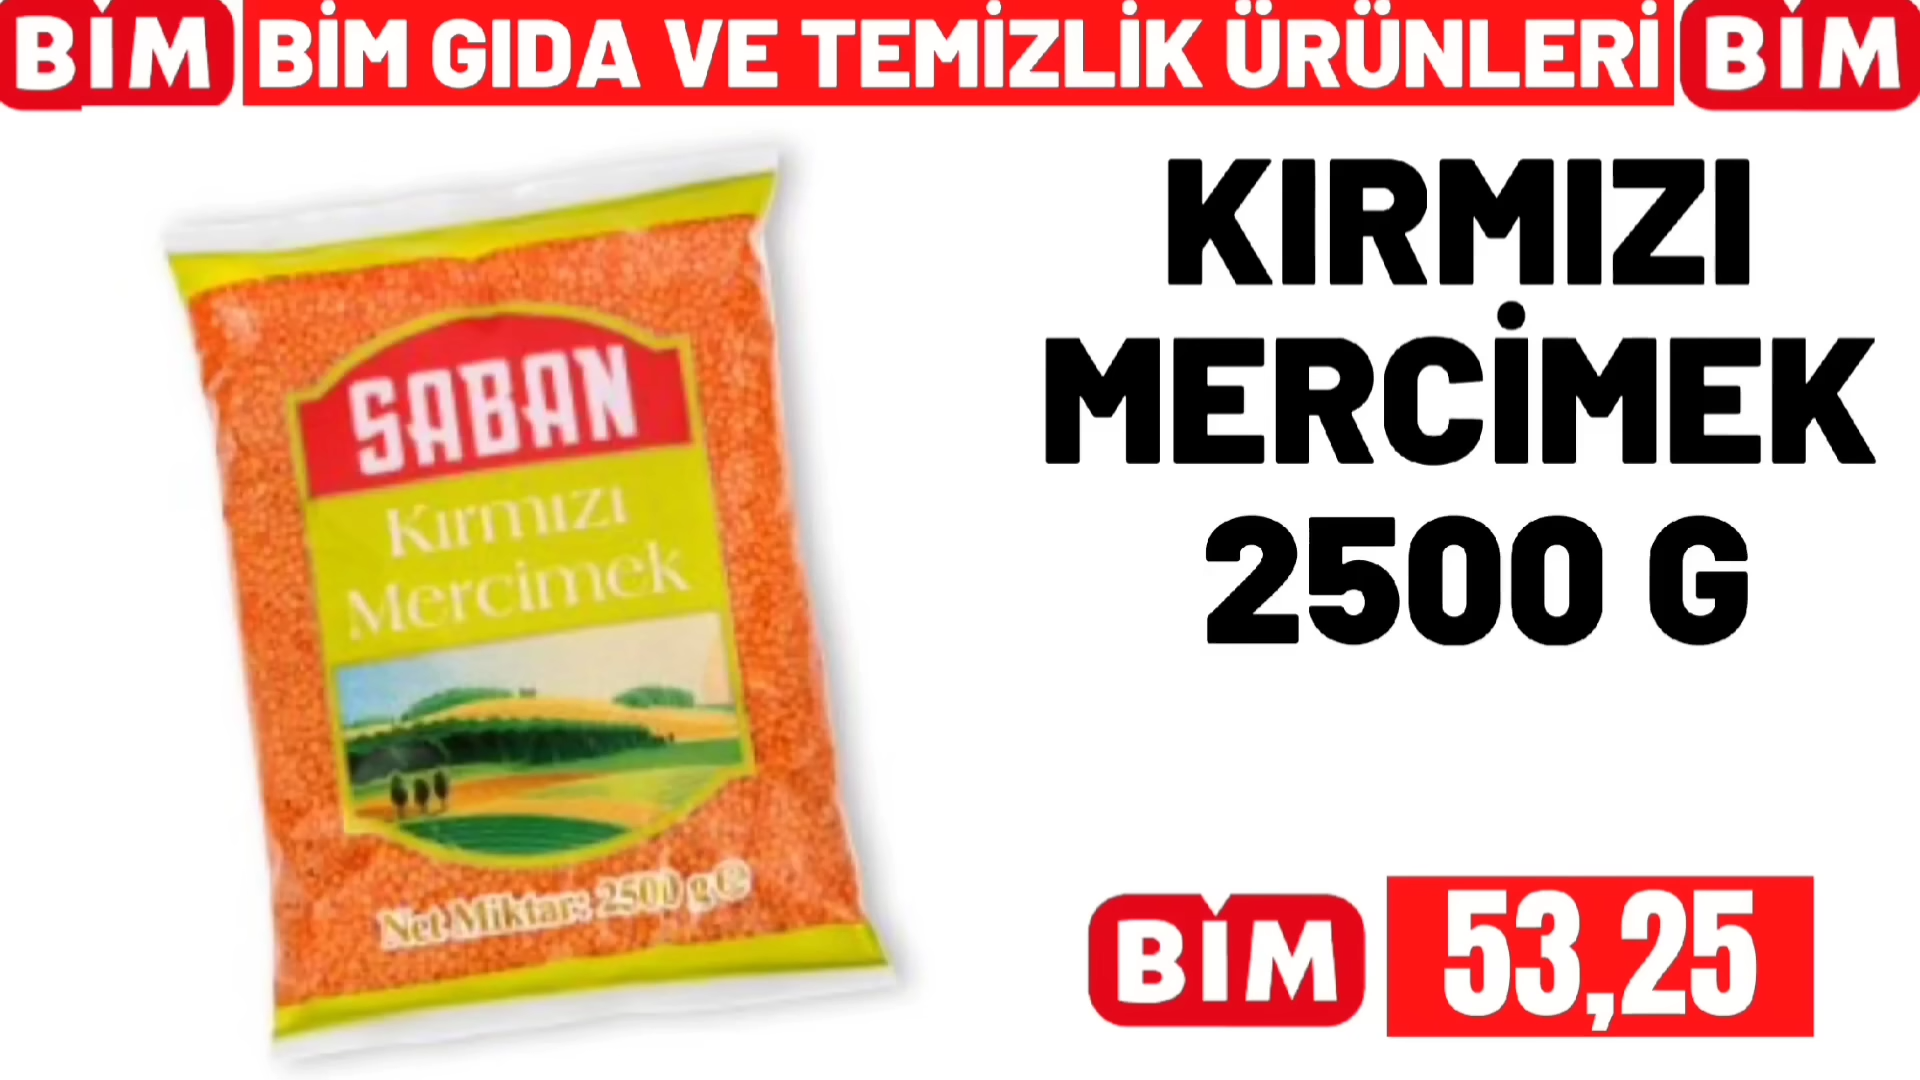 BİM BİM GIDA VE TEMİZLİK ÜRÜNLERİ BİM
KIRMIZI
MERCİMEK
2500 G
SABAN
Kırmızı
Mercimek
Net Miktar: 2500 g e
BİM 53,25